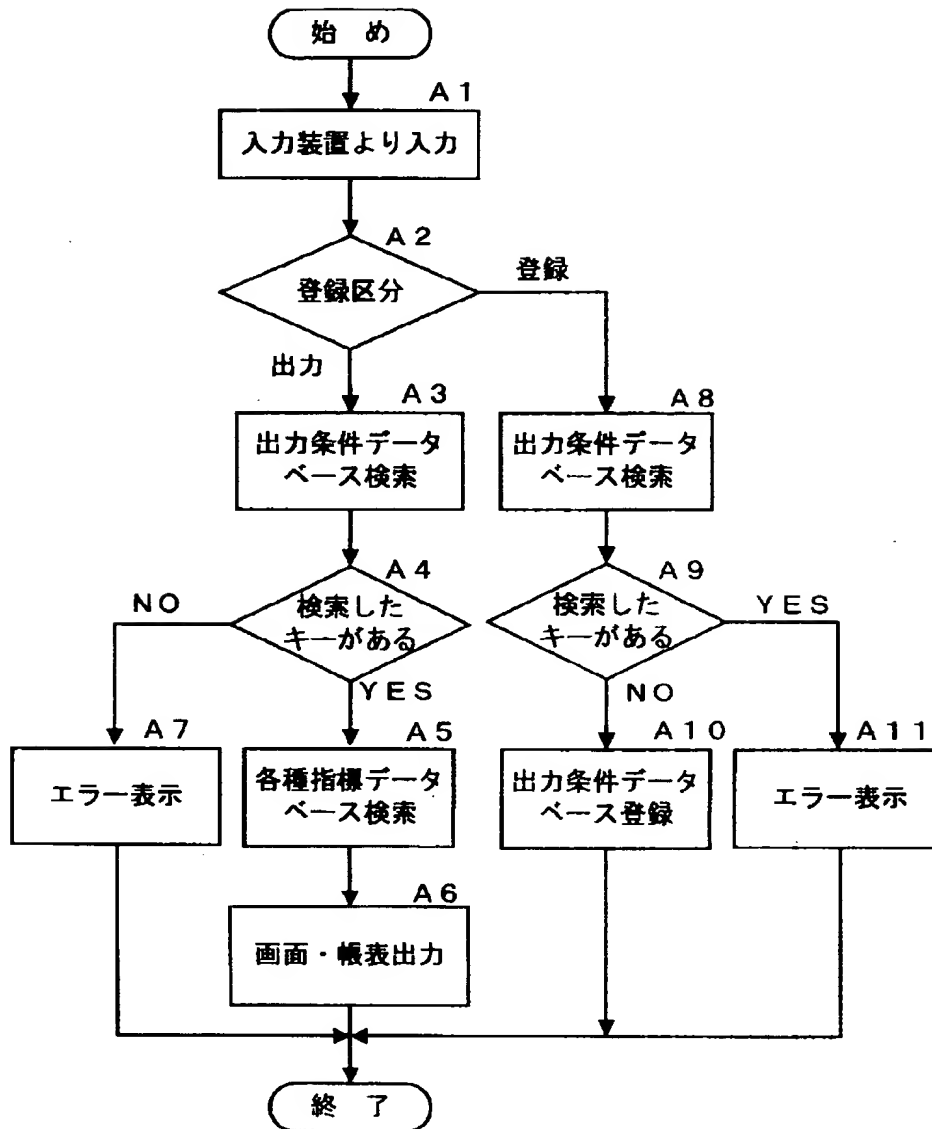 始 め
A1
入力装置より入力
A2
登録区分
登録
出力
A3
出力条件データ
ベース検索
A8
出力条件データ
ベース検索
A4
検索した
キーがある
NO
YES
A9
検索した
キーがある
YES
NO
A7
エラー表示
A5
各種指標データ
ベース検索
A10
出力条件データ
ベース登録
A11
エラー表示
A6
画面・帳表出力
終 了